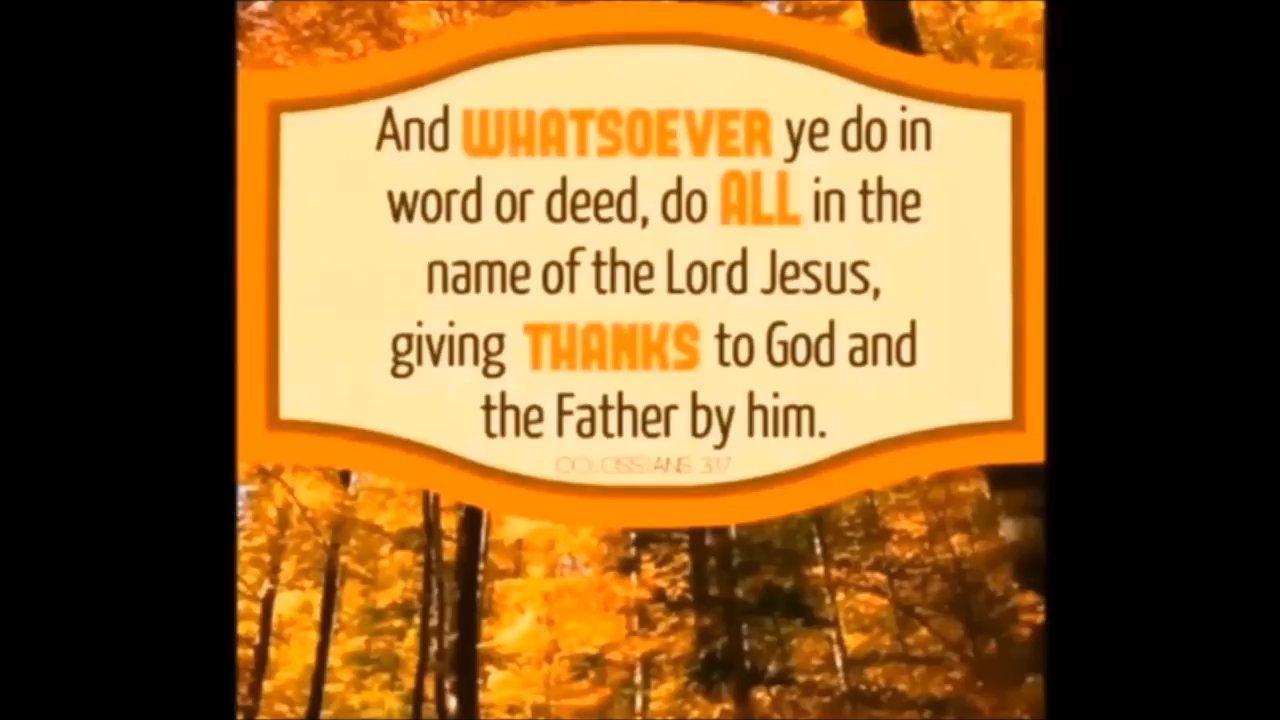 And WHATSOEVER ye do in
word or deed, do ALL in the
name of the Lord Jesus,
giving THANKS to God and
the Father by him.
COLOSSIANS 3:17